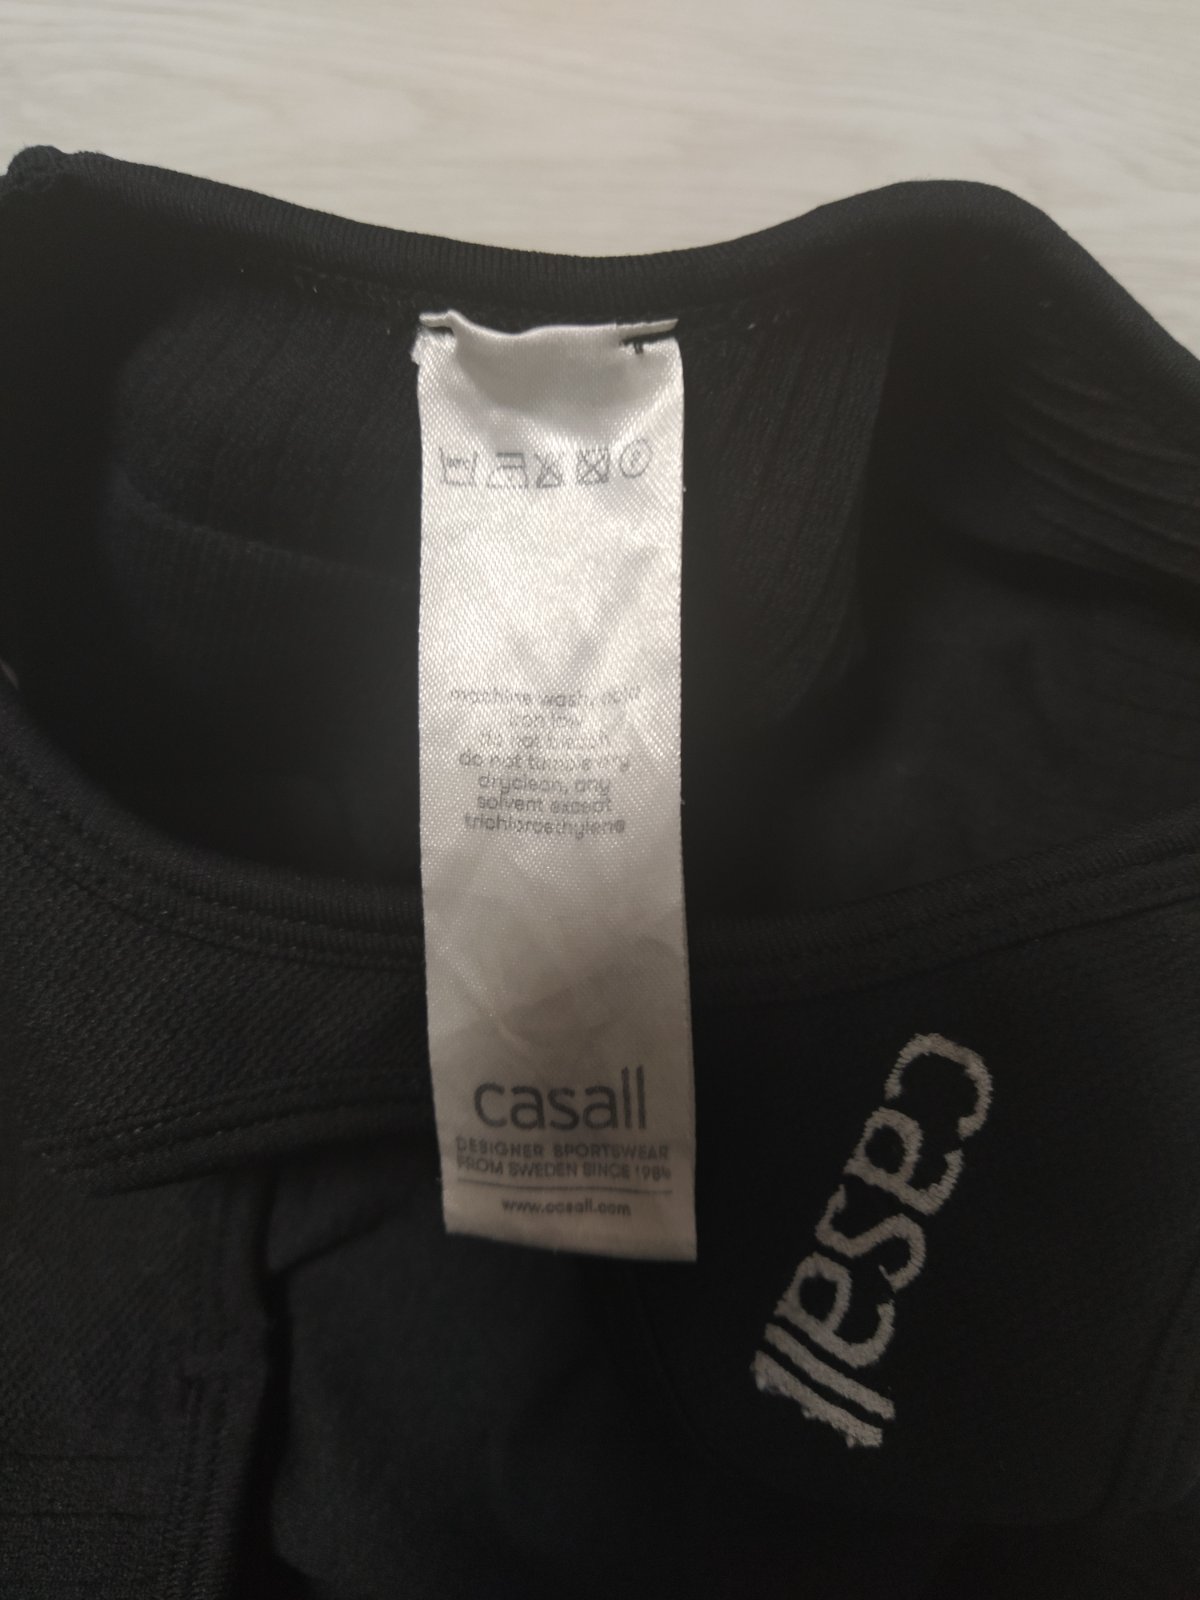 machine wash, cold
iron low
do not bleach
do not tumble dry
dryclean, any
solvent except
trichloroethylene
casall
DESIGNER SPORTSWEAR
FROM SWEDEN SINCE 1984
www.casall.com
casall